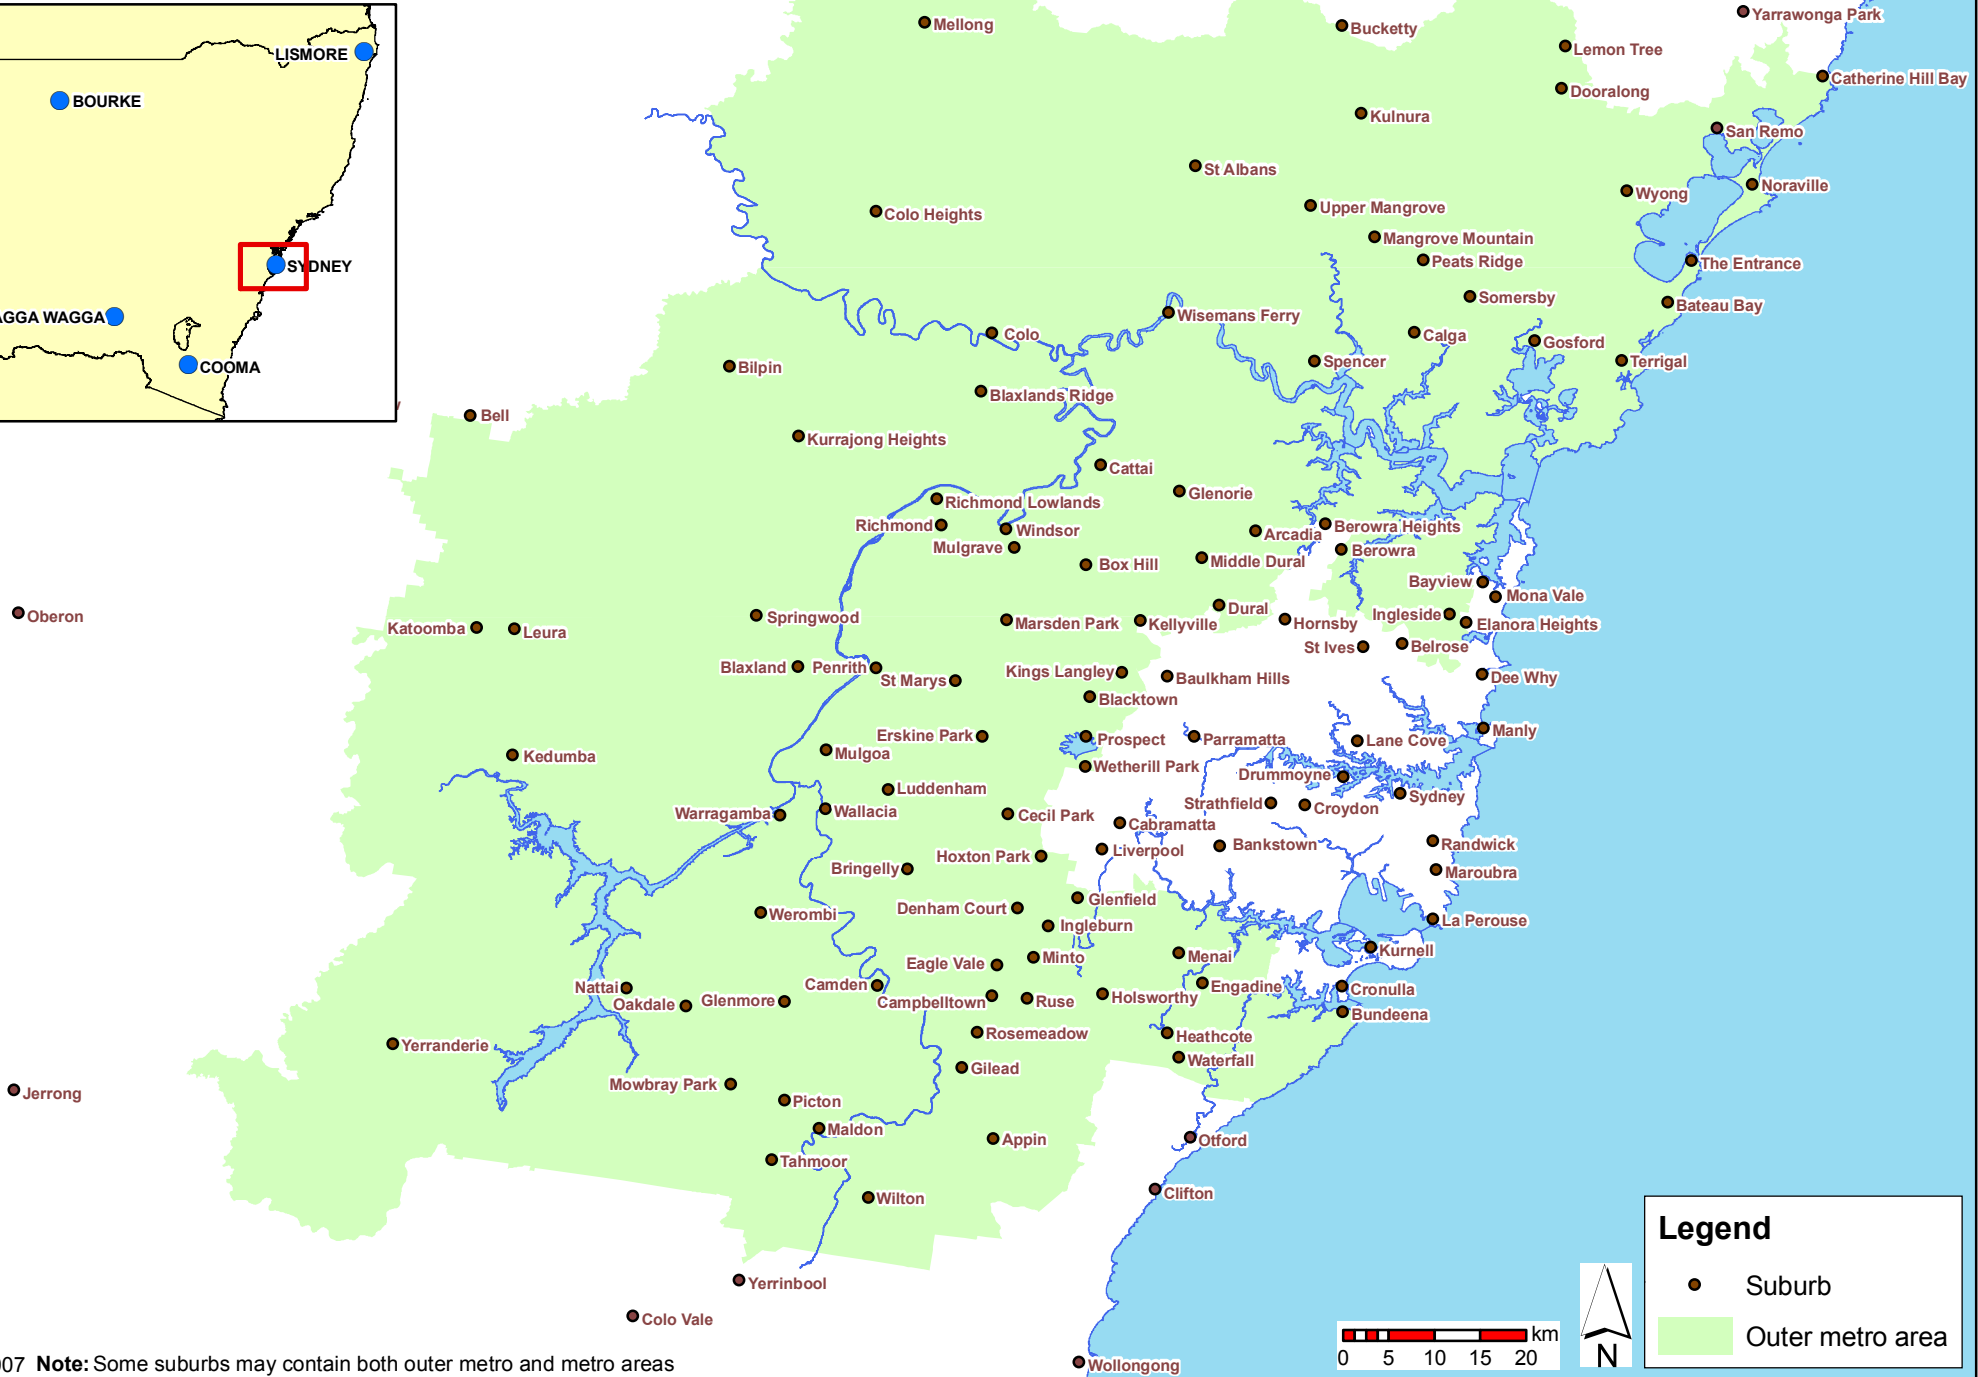 LISMORE
BOURKE
SYDNEY
AGGA WAGGA
COOMA
Mellong
Bucketty
Yarrawonga Park
Lemon Tree
Catherine Hill Bay
Dooralong
Kulnura
San Remo
St Albans
Noraville
Wyong
Upper Mangrove
Colo Heights
Mangrove Mountain
Peats Ridge
The Entrance
Somersby
Bateau Bay
Wisemans Ferry
Colo
Calga
Gosford
Spencer
Terrigal
Bilpin
Blaxlands Ridge
Bell
Kurrajong Heights
Cattai
Glenorie
Richmond Lowlands
Richmond
Windsor
Berowra Heights
Arcadia
Mulgrave
Berowra
Box Hill
Middle Dural
Bayview
Mona Vale
Oberon
Springwood
Dural
Ingleside
Katoomba
Leura
Marsden Park
Kellyville
Hornsby
Elanora Heights
St Ives
Belrose
Blaxland
Penrith
St Marys
Kings Langley
Baulkham Hills
Dee Why
Blacktown
Manly
Erskine Park
Prospect
Parramatta
Lane Cove
Kedumba
Mulgoa
Wetherill Park
Drummoyne
Luddenham
Sydney
Warragamba
Wallacia
Cecil Park
Strathfield
Croydon
Cabramatta
Hoxton Park
Liverpool
Bankstown
Randwick
Bringelly
Maroubra
Werombi
Denham Court
Glenfield
La Perouse
Ingleburn
Eagle Vale
Minto
Menai
Kurnell
Nattai
Oakdale
Glenmore
Camden
Campbelltown
Ruse
Holsworthy
Engadine
Cronulla
Bundeena
Yerranderie
Rosemeadow
Heathcote
Waterfall
Gilead
Jerrong
Mowbray Park
Picton
Maldon
Appin
Otford
Tahmoor
Wilton
Clifton
Yerrinbool
Colo Vale
Wollongong
Legend
Suburb
Outer metro area
km
0 5 10 15 20
N
007 Note: Some suburbs may contain both outer metro and metro areas